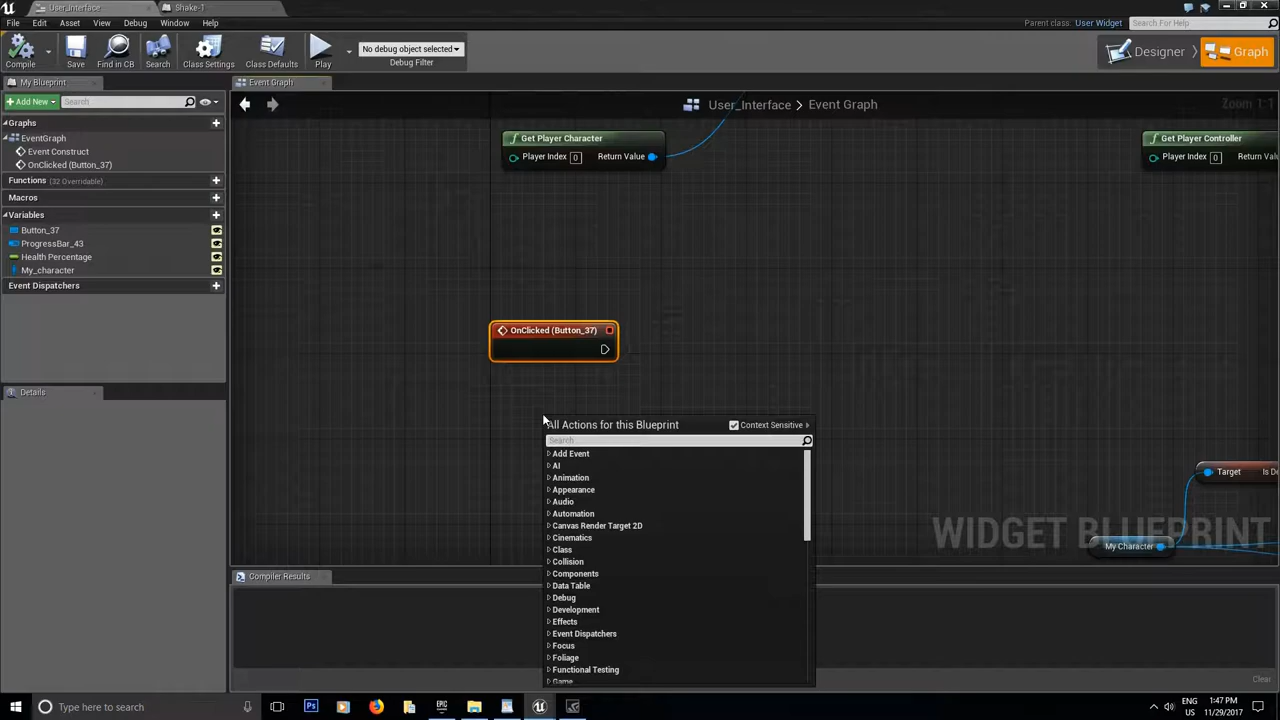 User_Interface
Shake-1
File Edit Asset View Debug Window Help
Parent class: User Widget
Search For Help
Compile
Save
Find in CB
Search
Class Settings
Class Defaults
Play
No debug object selected
Debug Filter
Designer
Graph
My Blueprint
Event Graph
Add New
Search
User_Interface > Event Graph
Zoom 1:1
Graphs
EventGraph
Event Construct
OnClicked (Button_37)
Functions (32 Overridable)
Macros
Variables
Button_37
ProgressBar_43
Health Percentage
My_character
Event Dispatchers
Details
Get Player Character
Player Index 0 Return Value
Get Player Controller
Player Index 0 Return Valu
OnClicked (Button_37)
All Actions for this Blueprint
Context Sensitive
Search
Add Event
AI
Animation
Appearance
Audio
Automation
Canvas Render Target 2D
Cinematics
Class
Collision
Components
Data Table
Debug
Development
Effects
Event Dispatchers
Focus
Foliage
Functional Testing
Game
Target Is De
My Character
WIDGET BLUEPRINT
Compiler Results
Clear
Type here to search
Ps
EPIC
ENG
US
1:47 PM
11/29/2017